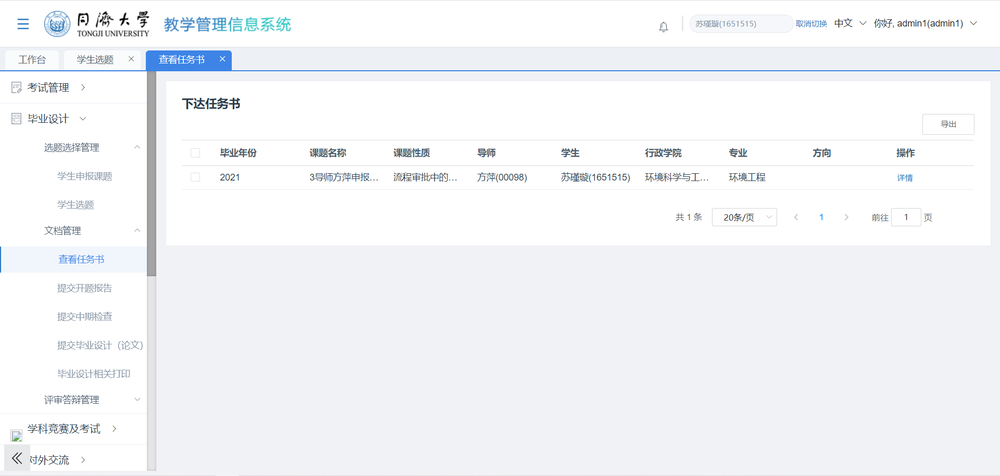 同濟大學
TONGJI UNIVERSITY
教学管理信息系统
苏瑾璇(1651515)
取消切换
中文
你好, admin1(admin1)
工作台
学生选题
查看任务书
考试管理
毕业设计
选题选择管理
学生申报课题
学生选题
文档管理
查看任务书
提交开题报告
提交中期检查
提交毕业设计（论文）
毕业设计相关打印
评审答辩管理
学科竞赛及考试
对外交流
下达任务书
导出
毕业年份 课题名称 课题性质 导师 学生 行政学院 专业 方向 操作
2021 3导师方萍申报... 流程审批中的... 方萍(00098) 苏瑾璇(1651515) 环境科学与工... 环境工程 详情
共 1 条 20条/页 1 前往 1 页